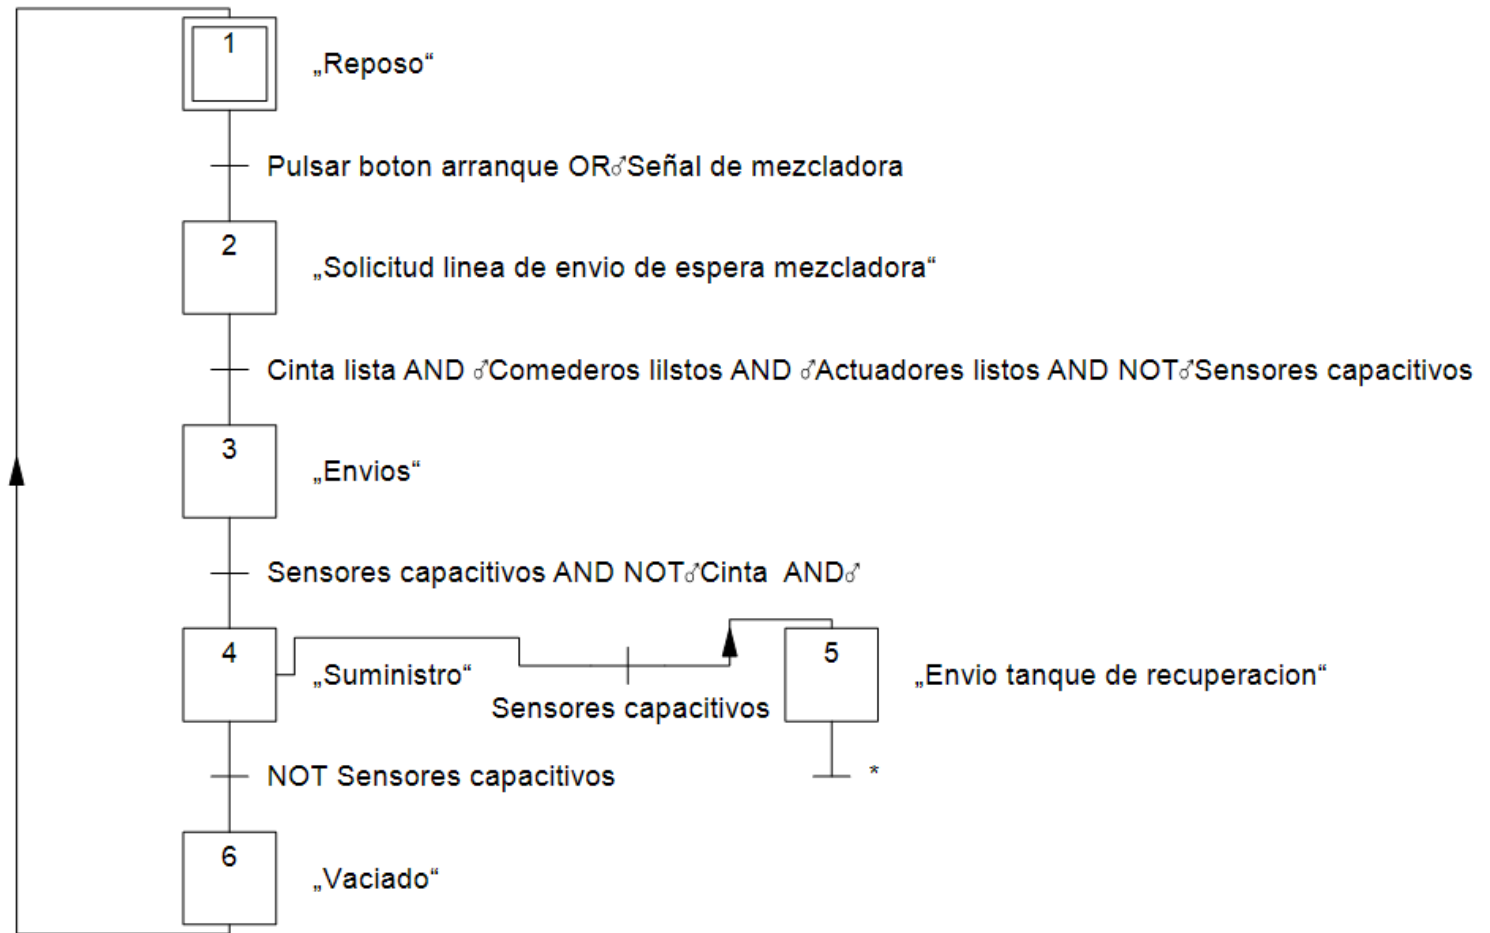 1
„Reposo“
Pulsar boton arranque OR♂Señal de mezcladora
2
„Solicitud linea de envio de espera mezcladora“
Cinta lista AND ♂Comederos lilstos AND ♂Actuadores listos AND NOT♂Sensores capacitivos
3
„Envios“
Sensores capacitivos AND NOT♂Cinta  AND♂
4
„Suministro“
Sensores capacitivos
5
„Envio tanque de recuperacion“
NOT Sensores capacitivos
*
6
„Vaciado“